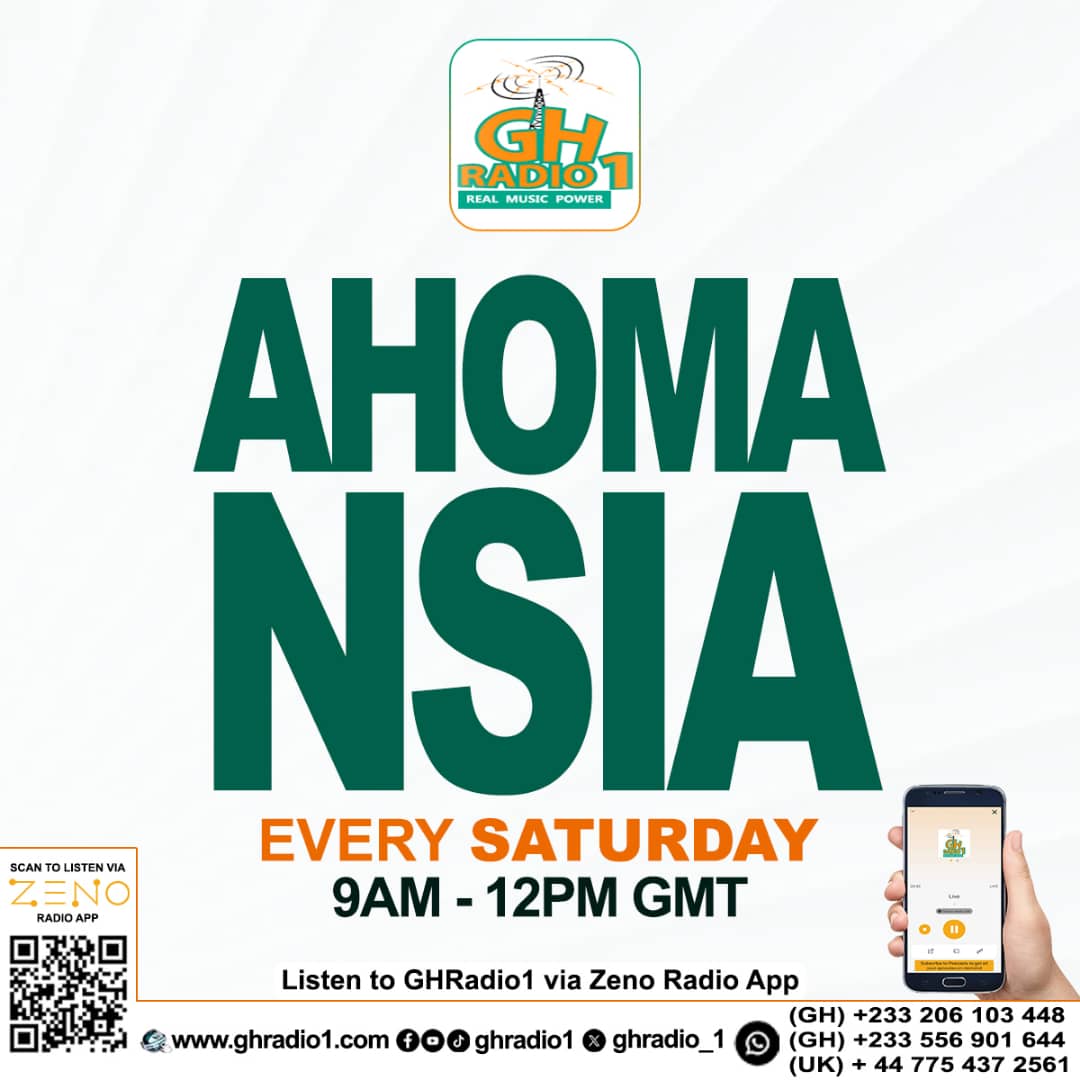 GH
RADIO 1
REAL MUSIC POWER
AHOMA
NSIA
EVERY SATURDAY
9AM - 12PM GMT
Listen to GHRadio1 via Zeno Radio App
SCAN TO LISTEN VIA
ZENO
RADIO APP
Live
www.ghradio1.com ghradio1 ghradio_1
(GH) +233 206 103 448
(GH) +233 556 901 644
(UK) + 44 775 437 2561